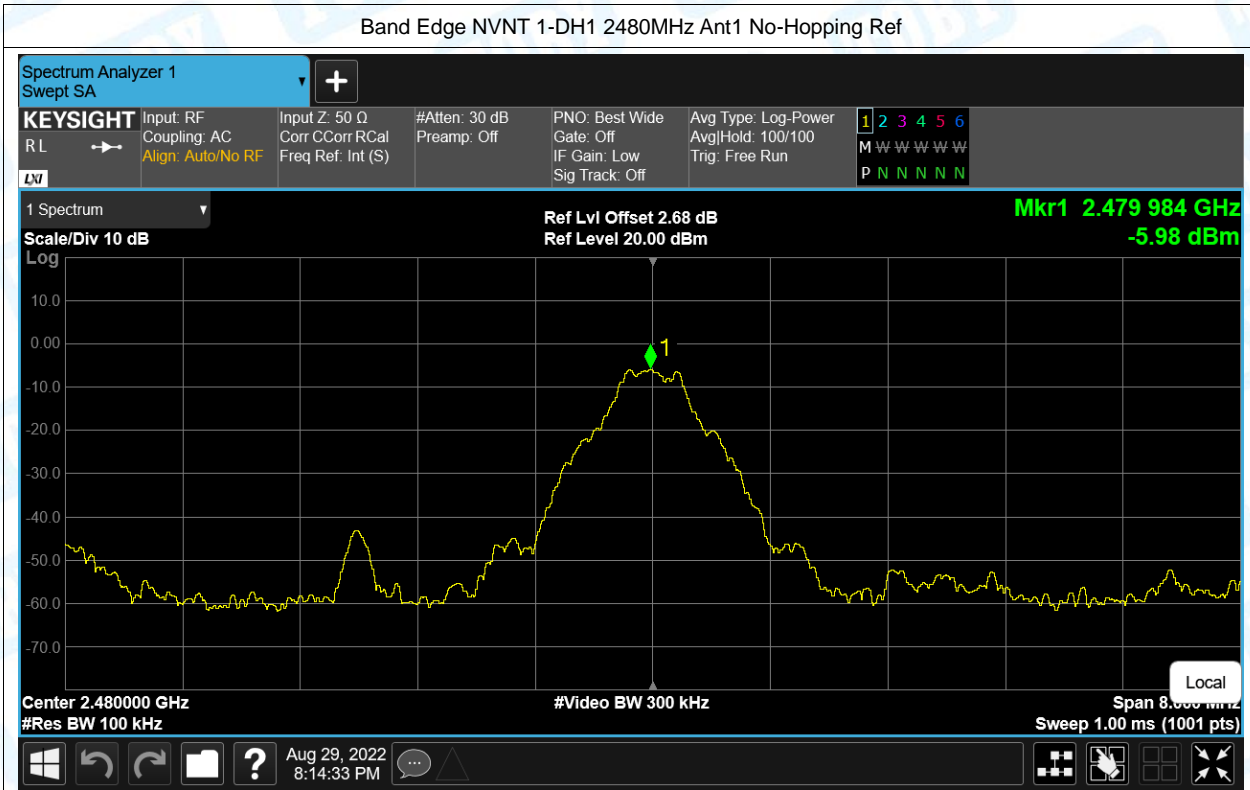 Band Edge NVNT 1-DH1 2480MHz Ant1 No-Hopping Ref
Spectrum Analyzer 1
Swept SA
KEYSIGHT
RL
LXI
Input: RF
Coupling: AC
Align: Auto/No RF
Input Z: 50 Ω
Corr CCorr RCal
Freq Ref: Int (S)
#Atten: 30 dB
Preamp: Off
PNO: Best Wide
Gate: Off
IF Gain: Low
Sig Track: Off
Avg Type: Log-Power
Avg|Hold: 100/100
Trig: Free Run
1 2 3 4 5 6
M W W W W W
P N N N N N
1 Spectrum
Scale/Div 10 dB
Ref Lvl Offset 2.68 dB
Ref Level 20.00 dBm
Mkr1 2.479 984 GHz
-5.98 dBm
Log
10.0
0.00
-10.0
-20.0
-30.0
-40.0
-50.0
-60.0
-70.0
1
Center 2.480000 GHz
#Res BW 100 kHz
#Video BW 300 kHz
Local
Span 8.000 MHz
Sweep 1.00 ms (1001 pts)
?
Aug 29, 2022
8:14:33 PM